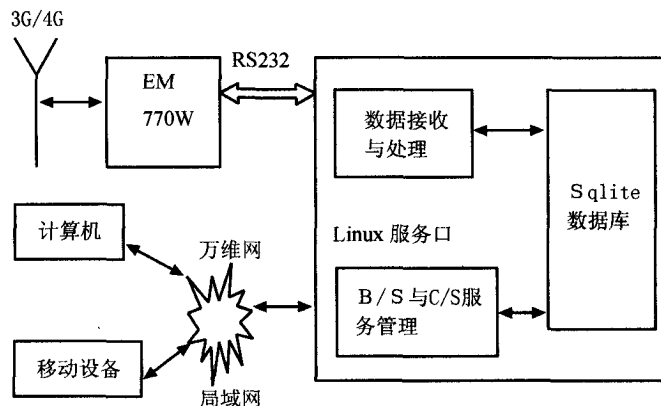 3G/4G
EM
770W
RS232
数据接收
与处理
Sqlite
数据库
计算机
万维网
Linux 服务口
B/S与C/S服
务管理
移动设备
局域网